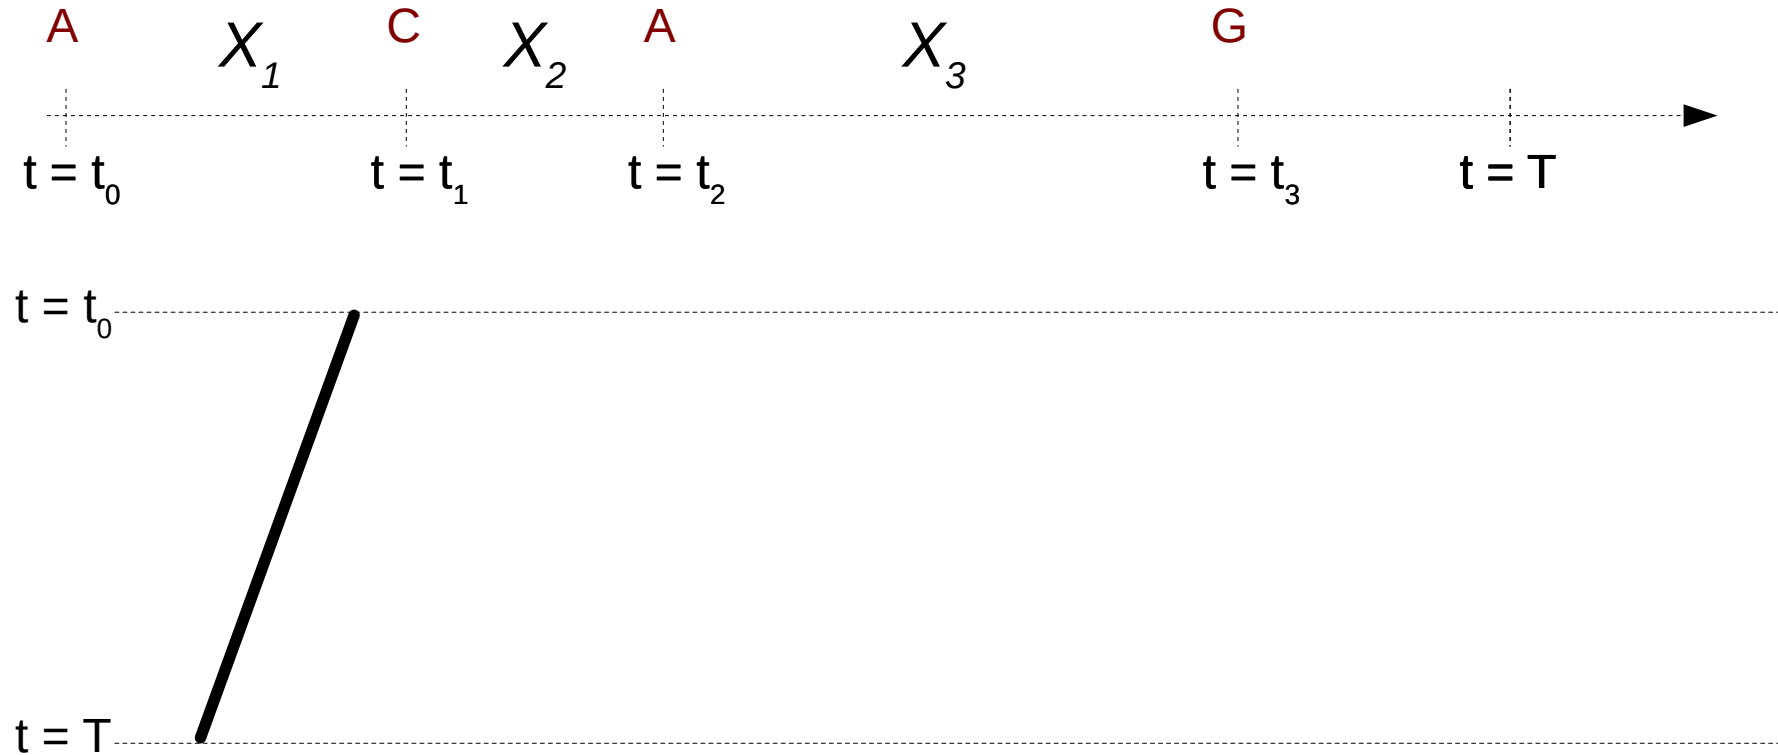 A X₁ C X₂ A X₃ G
t = t₀ t = t₁ t = t₂ t = t₃ t = T
t = t₀
t = T